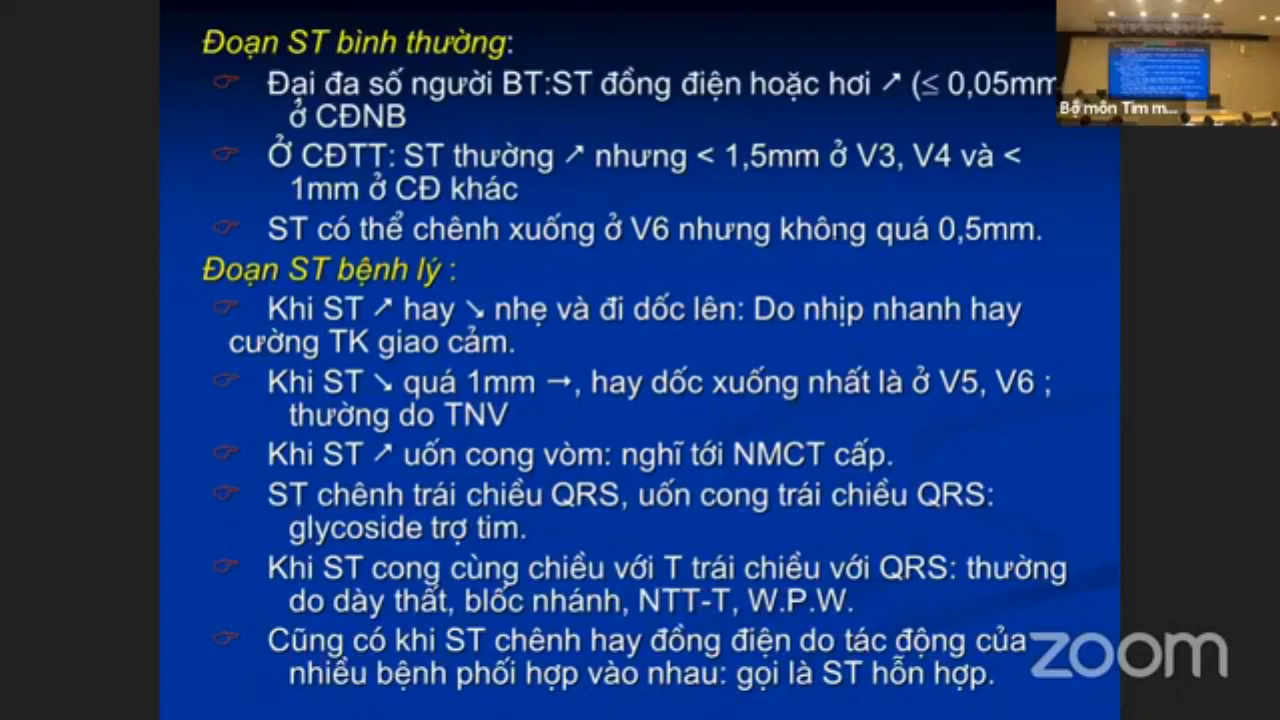 Đoạn ST bình thường:
Đại đa số người BT:ST đồng điện hoặc hơi ↗ (≤ 0,05mm
ở CĐNB
Ở CĐTT: ST thường ↗ nhưng < 1,5mm ở V3, V4 và <
1mm ở CĐ khác
ST có thể chênh xuống ở V6 nhưng không quá 0,5mm.
Đoạn ST bệnh lý :
Khi ST ↗ hay ↘ nhẹ và đi dốc lên: Do nhịp nhanh hay
cường TK giao cảm.
Khi ST ↘ quá 1mm →, hay dốc xuống nhất là ở V5, V6 ;
thường do TNV
Khi ST ↗ uốn cong vòm: nghĩ tới NMCT cấp.
ST chênh trái chiều QRS, uốn cong trái chiều QRS:
glycoside trợ tim.
Khi ST cong cùng chiều với T trái chiều với QRS: thường
do dày thất, blốc nhánh, NTT-T, W.P.W.
Cũng có khi ST chênh hay đồng điện do tác động của
nhiều bệnh phối hợp vào nhau: gọi là ST hỗn hợp.
Bộ môn Tim m...
zoom